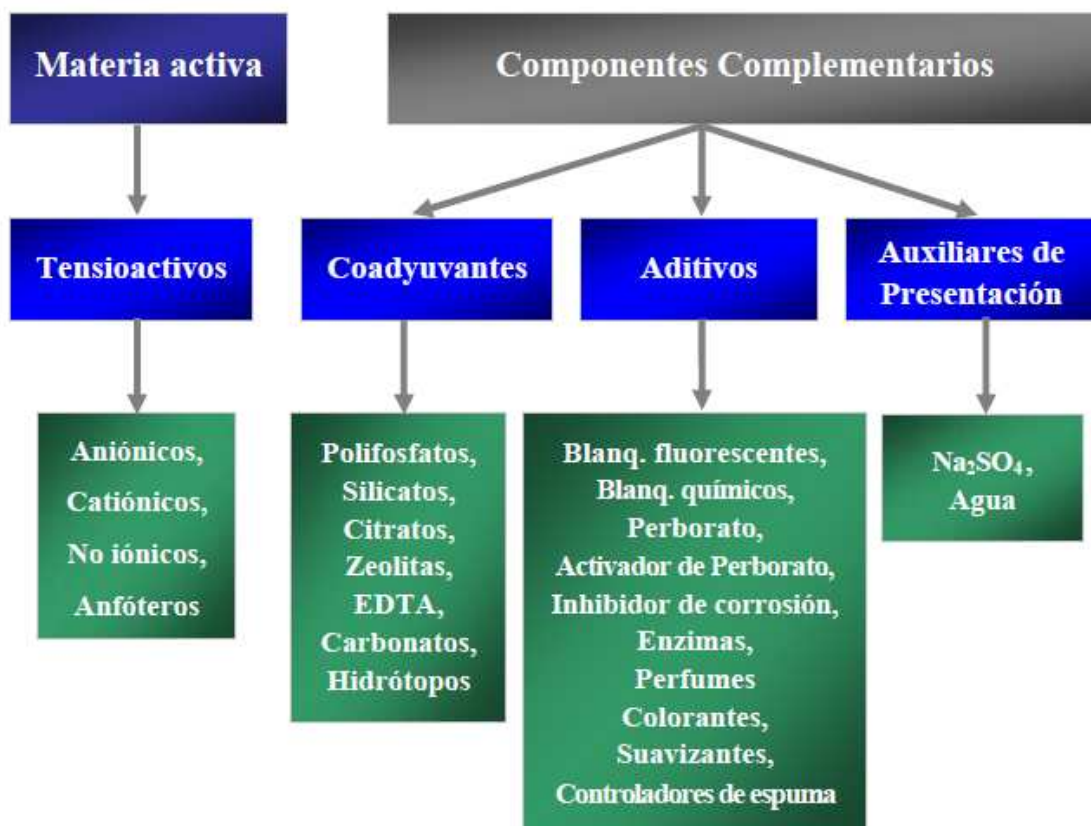 Materia activa
Componentes Complementarios
Tensioactivos
Coadyuvantes
Aditivos
Auxiliares de
Presentación
Aniónicos,
Catiónicos,
No iónicos,
Anfóteros
Polifosfatos,
Silicatos,
Citratos,
Zeolitas,
EDTA,
Carbonatos,
Hidrótopos
Blanq. fluorescentes,
Blanq. químicos,
Perborato,
Activador de Perborato,
Inhibidor de corrosión,
Enzimas,
Perfumes
Colorantes,
Suavizantes,
Controladores de espuma
Na₂SO₄,
Agua